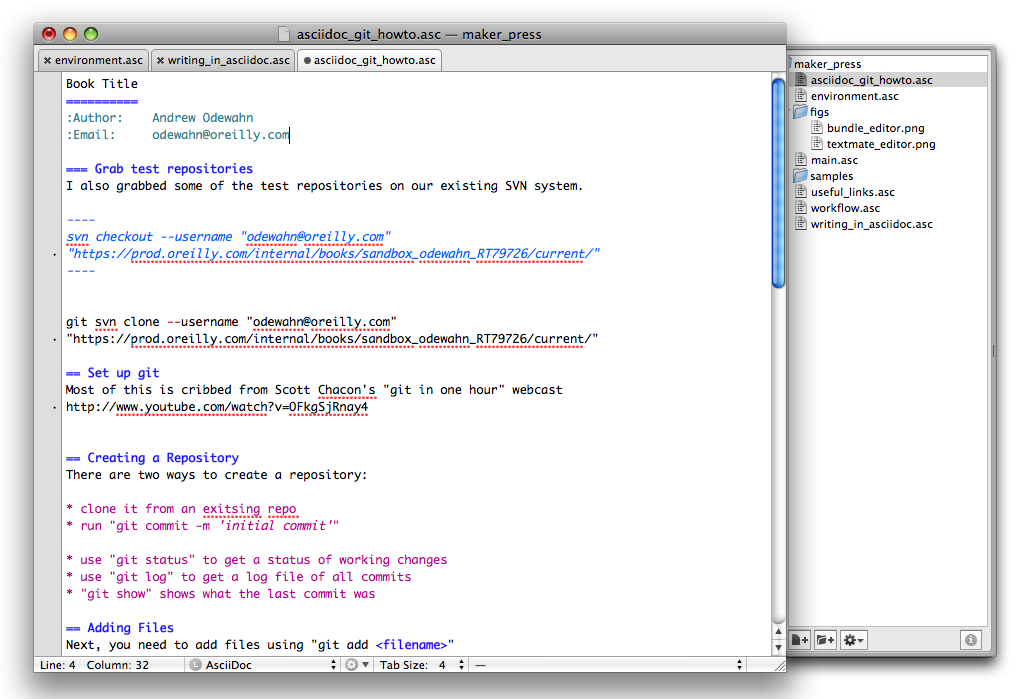 asciidoc_git_howto.asc — maker_press
environment.asc writing_in_asciidoc.asc asciidoc_git_howto.asc
Book Title
==========
:Author: Andrew Odewahn
:Email: odewahn@oreilly.com
=== Grab test repositories
I also grabbed some of the test repositories on our existing SVN system.
----
svn checkout --username "odewahn@oreilly.com"
"https://prod.oreilly.com/internal/books/sandbox_odewahn_RT79726/current/"
----
git svn clone --username "odewahn@oreilly.com"
"https://prod.oreilly.com/internal/books/sandbox_odewahn_RT79726/current/"
== Set up git
Most of this is cribbed from Scott Chacon's "git in one hour" webcast
http://www.youtube.com/watch?v=OFkgSjRnay4
== Creating a Repository
There are two ways to create a repository:
* clone it from an exitsing repo
* run "git commit -m 'initial commit'"
* use "git status" to get a status of working changes
* use "git log" to get a log file of all commits
* "git show" shows what the last commit was
== Adding Files
Next, you need to add files using "git add <filename>"
Line: 4 Column: 32 L AsciiDoc Tab Size: 4 —
maker_press
asciidoc_git_howto.asc
environment.asc
figs
bundle_editor.png
textmate_editor.png
main.asc
samples
useful_links.asc
workflow.asc
writing_in_asciidoc.asc